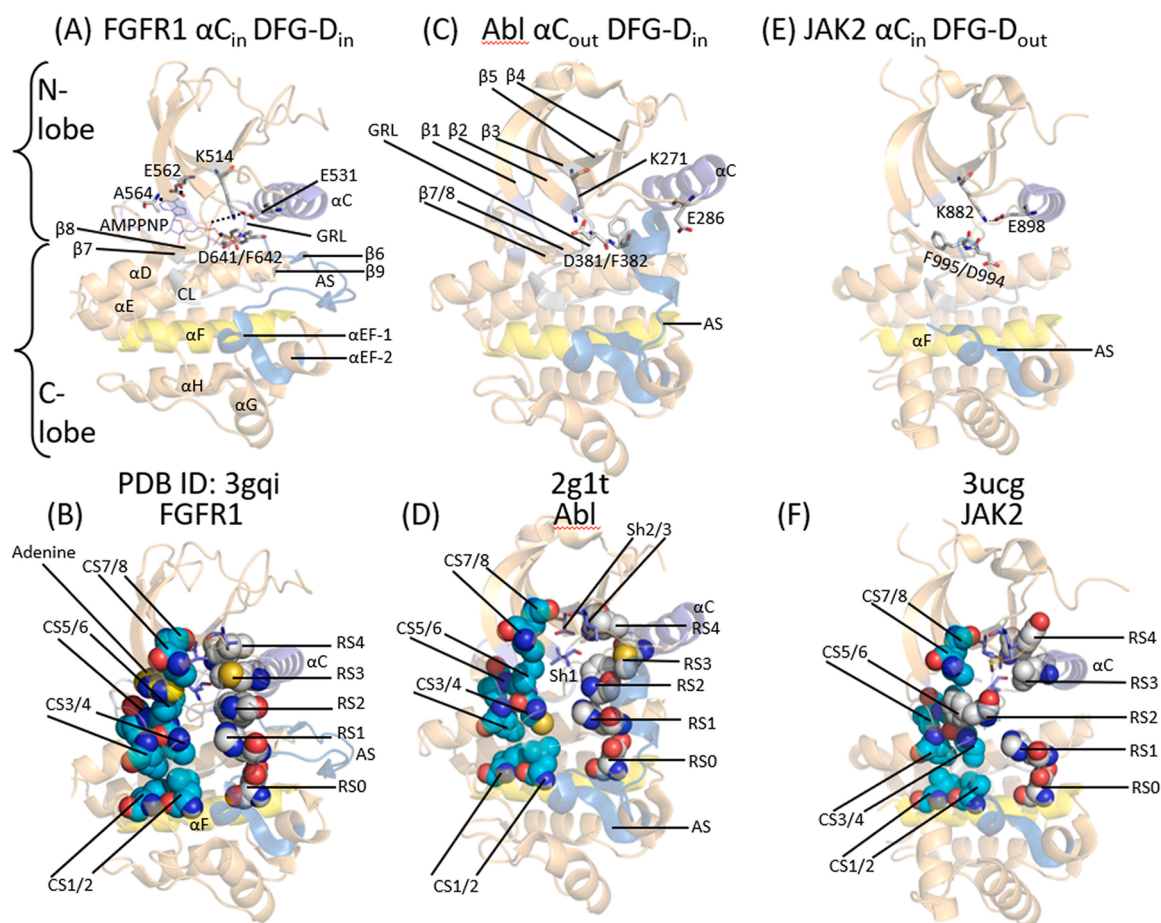 (A) FGFR1 αCin DFG-Din
(C) Abl αCout DFG-Din
(E) JAK2 αCin DFG-Dout
N-
lobe
C-
lobe
K514
E562
A564
E531
αC
AMPPNP
GRL
β8
β7
D641/F642
β6
β9
AS
αD
CL
αE
αF
αEF-1
αEF-2
αH
αG
β5 β4
GRL
β1 β2 β3
K271
αC
β7/8
E286
D381/F382
AS
K882
E898
F995/D994
αF
AS
PDB ID: 3gqi
(B) FGFR1
2g1t
(D) Abl
3ucg
(F) JAK2
Adenine
CS7/8
CS5/6
CS3/4
CS1/2
RS4
αC
RS3
RS2
RS1
AS
RS0
αF
Sh2/3
CS7/8
αC
RS4
CS5/6
RS3
Sh1
CS3/4
RS2
RS1
RS0
AS
CS1/2
CS7/8
RS4
CS5/6
αC
RS3
RS2
RS1
RS0
CS3/4
CS1/2